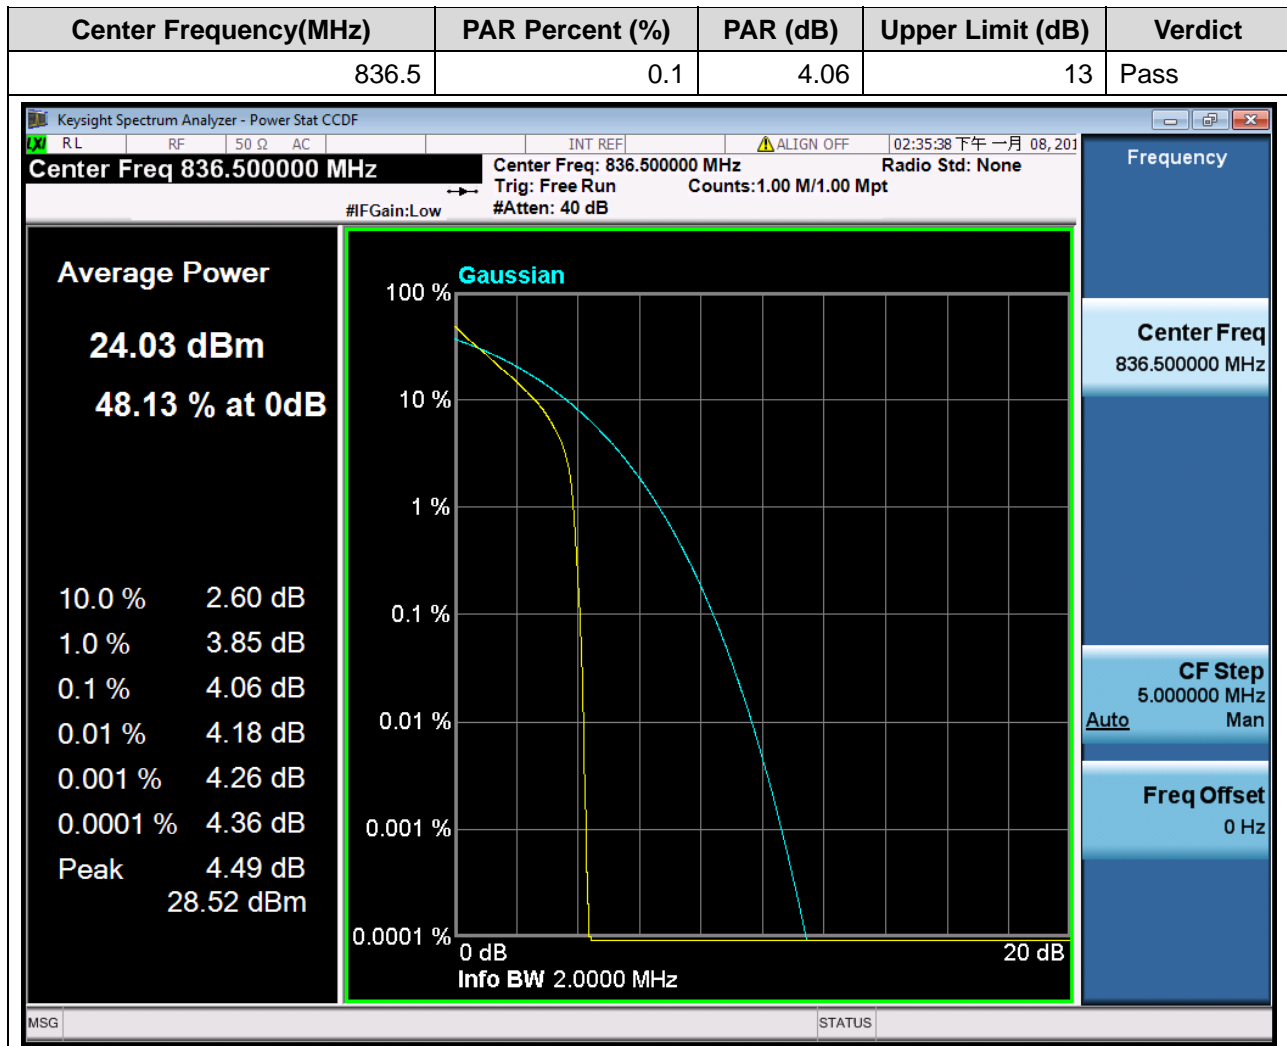 Center Frequency(MHz) PAR Percent (%) PAR (dB) Upper Limit (dB) Verdict
836.5 0.1 4.06 13 Pass
Keysight Spectrum Analyzer - Power Stat CCDF
LXI RL RF 50 Ω AC INT REF ALIGN OFF 02:35:38 下午 一月 08, 201
Center Freq 836.500000 MHz
Center Freq: 836.500000 MHz Radio Std: None
Trig: Free Run Counts:1.00 M/1.00 Mpt
#IFGain:Low #Atten: 40 dB
Average Power
24.03 dBm
48.13 % at 0dB
10.0 % 2.60 dB
1.0 % 3.85 dB
0.1 % 4.06 dB
0.01 % 4.18 dB
0.001 % 4.26 dB
0.0001 % 4.36 dB
Peak 4.49 dB
28.52 dBm
Gaussian
100 %
10 %
1 %
0.1 %
0.01 %
0.001 %
0.0001 %
0 dB 20 dB
Info BW 2.0000 MHz
Frequency
Center Freq
836.500000 MHz
CF Step
5.000000 MHz
Auto Man
Freq Offset
0 Hz
MSG STATUS